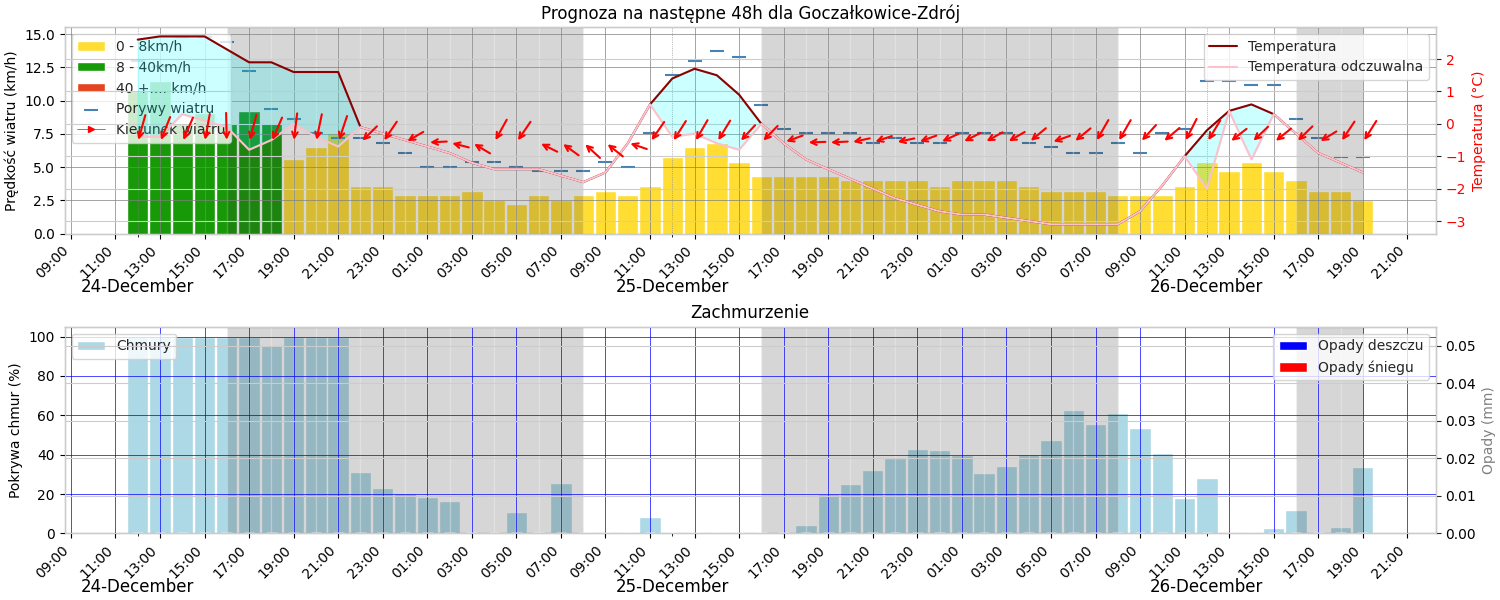 Prognoza na następne 48h dla Goczałkowice-Zdrój
Prędkość wiatru (km/h)
15.0
12.5
10.0
7.5
5.0
2.5
0.0
0 - 8km/h
8 - 40km/h
40 +... km/h
Porywy wiatru
Kierunek wiatru
Temperatura
Temperatura odczuwalna
2
1
0
−1
−2
−3
Temperatura (°C)
09:00 11:00 13:00 15:00 17:00 19:00 21:00 23:00 01:00 03:00 05:00 07:00 09:00 11:00 13:00 15:00 17:00 19:00 21:00 23:00 01:00 03:00 05:00 07:00 09:00 11:00 13:00 15:00 17:00 19:00 21:00
24-December 25-December 26-December
Zachmurzenie
Pokrywa chmur (%)
100
80
60
40
20
0
Chmury
Opady deszczu
Opady śniegu
0.05
0.04
0.03
0.02
0.01
0.00
Opady (mm)
09:00 11:00 13:00 15:00 17:00 19:00 21:00 23:00 01:00 03:00 05:00 07:00 09:00 11:00 13:00 15:00 17:00 19:00 21:00 23:00 01:00 03:00 05:00 07:00 09:00 11:00 13:00 15:00 17:00 19:00 21:00
24-December 25-December 26-December